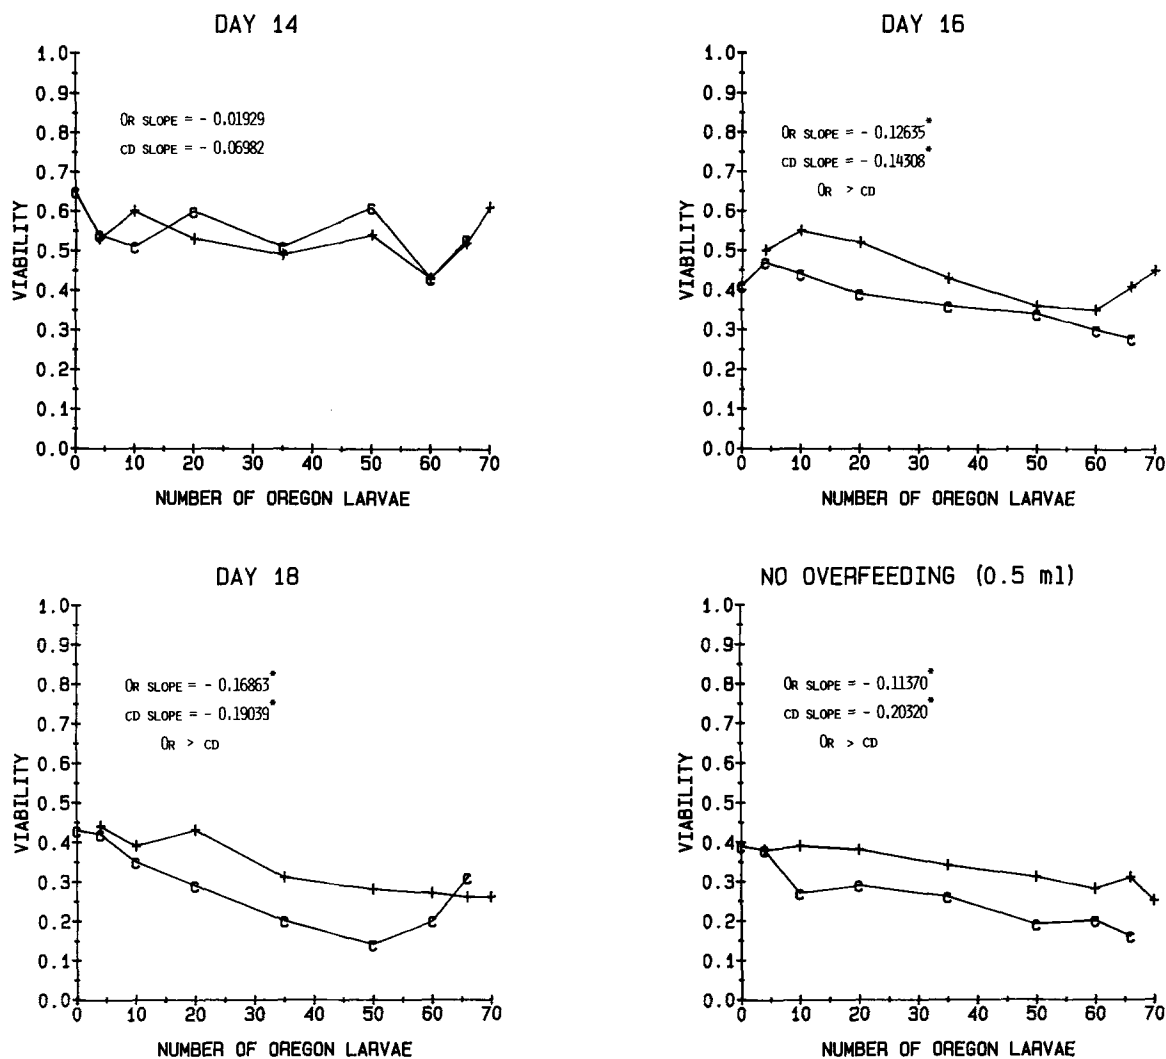 DAY 14
1.0
0.9
0.8
0.7
0.6
0.5
0.4
0.3
0.2
0.1
0.0
VIABILITY
OR SLOPE = - 0.01929
CD SLOPE = - 0.06982
C C C C C C C C
0 10 20 30 40 50 60 70
NUMBER OF OREGON LARVAE
DAY 16
1.0
0.9
0.8
0.7
0.6
0.5
0.4
0.3
0.2
0.1
0.0
VIABILITY
OR SLOPE = - 0.12635*
CD SLOPE = - 0.14308*
OR > CD
C C C C C C C C
0 10 20 30 40 50 60 70
NUMBER OF OREGON LARVAE
DAY 18
1.0
0.9
0.8
0.7
0.6
0.5
0.4
0.3
0.2
0.1
0.0
VIABILITY
OR SLOPE = - 0.16863*
CD SLOPE = - 0.19039*
OR > CD
C C C C C C C C
0 10 20 30 40 50 60 70
NUMBER OF OREGON LARVAE
NO OVERFEEDING (0.5 ml)
1.0
0.9
0.8
0.7
0.6
0.5
0.4
0.3
0.2
0.1
0.0
VIABILITY
OR SLOPE = - 0.11370*
CD SLOPE = - 0.20320*
OR > CD
C C C C C C C C
0 10 20 30 40 50 60 70
NUMBER OF OREGON LARVAE